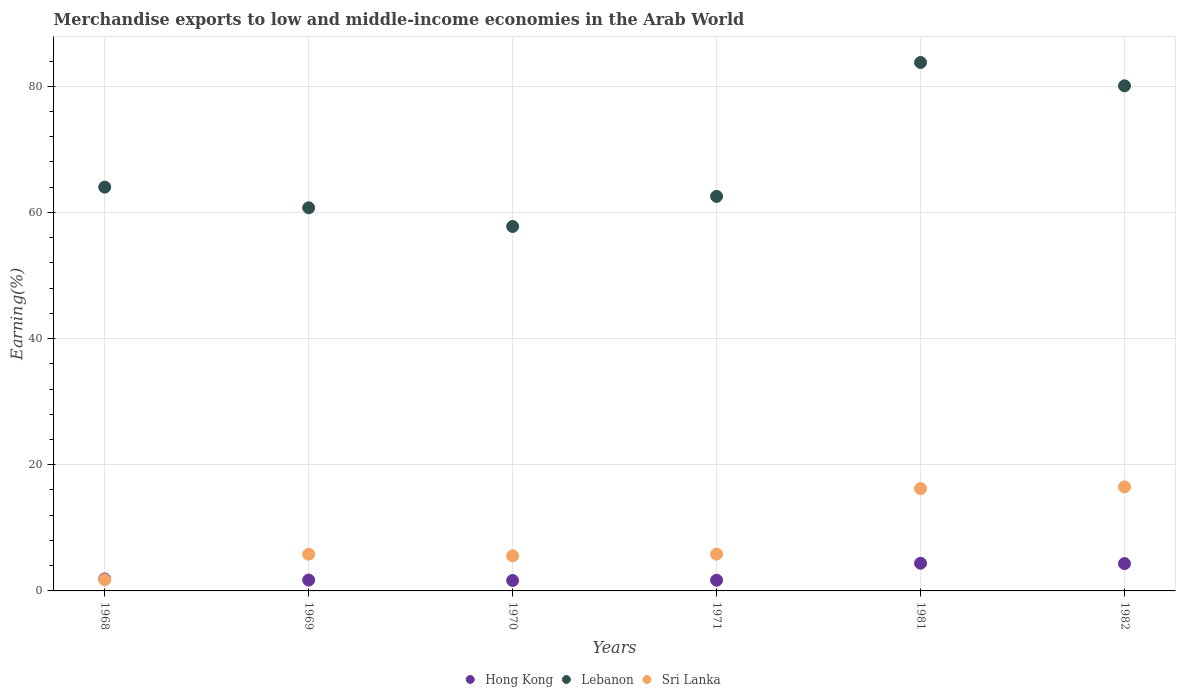 Merchandise exports to low and middle-income economies in the Arab World
Earning(%)
80
60
40
20
0
1968
1969
1970
1971
1981
1982
Years
Hong Kong
Lebanon
Sri Lanka